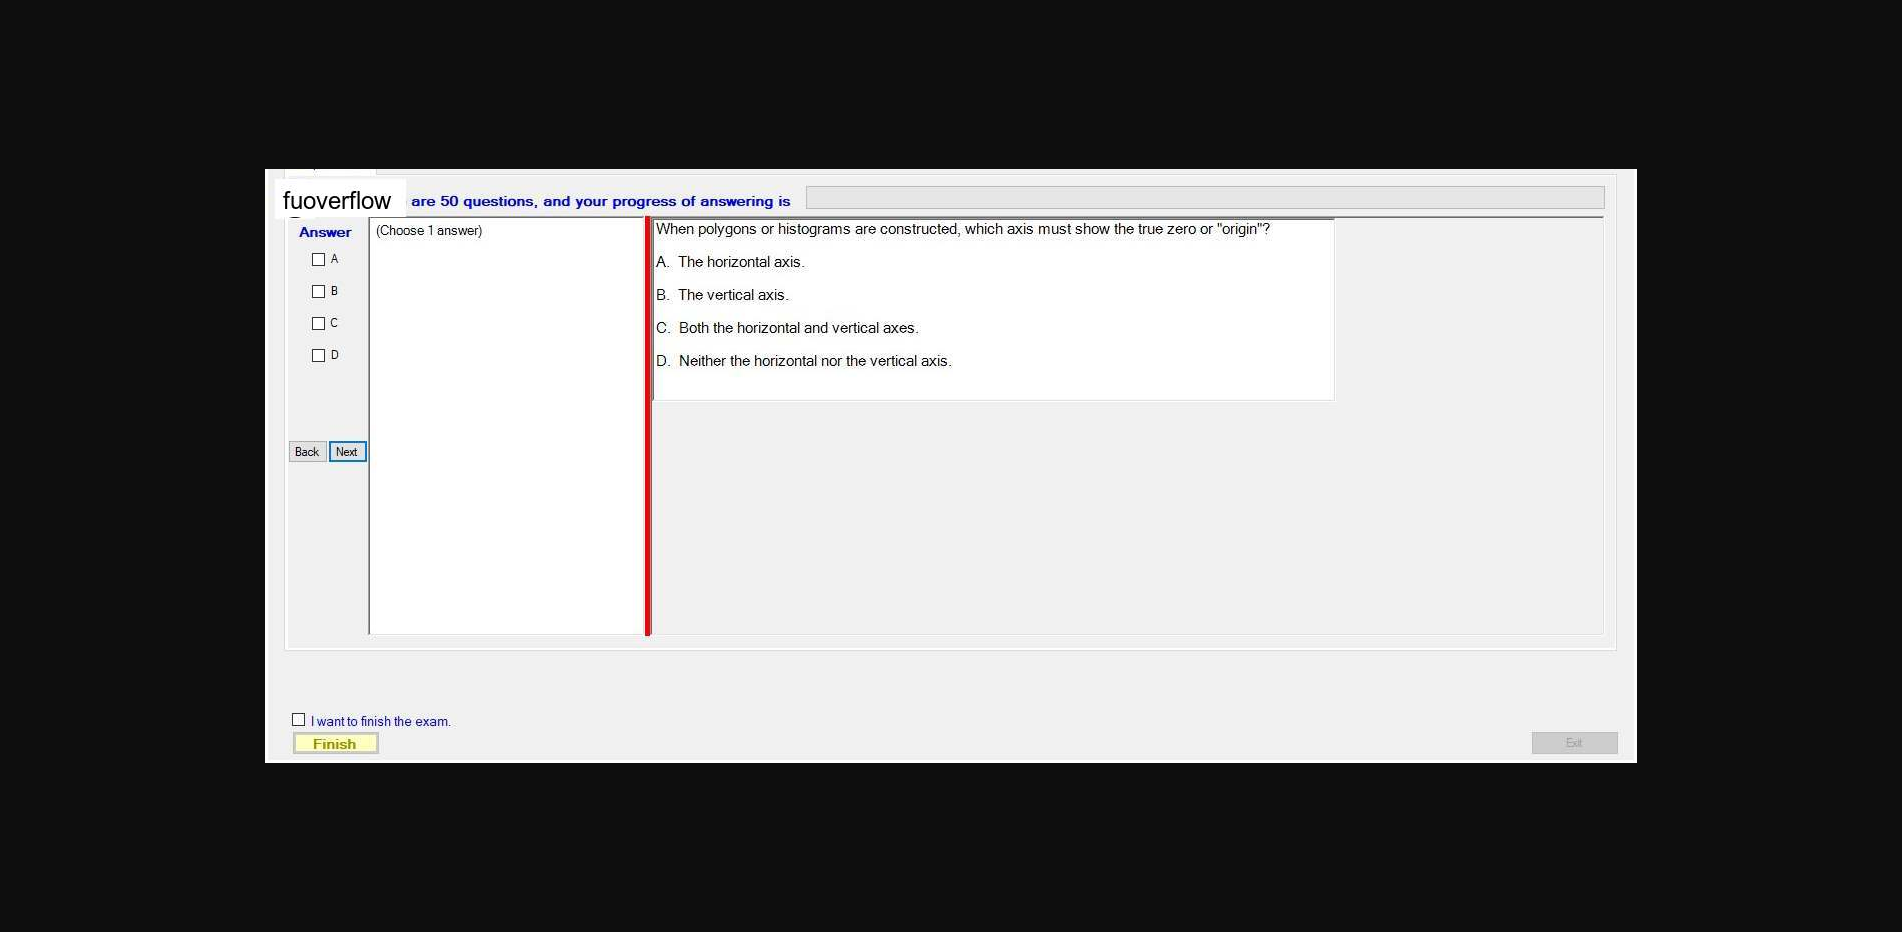 fuoverflow are 50 questions, and your progress of answering is
Answer
(Choose 1 answer)
A
B
C
D
Back Next
When polygons or histograms are constructed, which axis must show the true zero or "origin"?
A. The horizontal axis.
B. The vertical axis.
C. Both the horizontal and vertical axes.
D. Neither the horizontal nor the vertical axis.
I want to finish the exam.
Finish
Exit